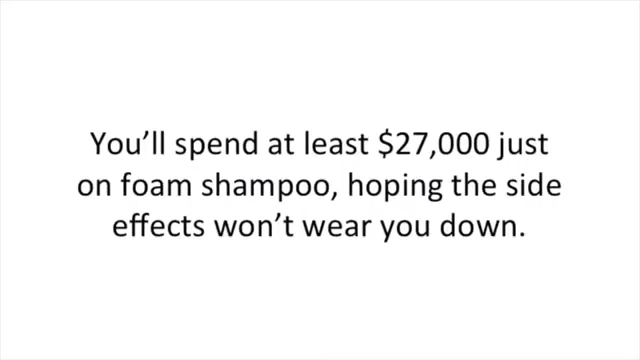 You’ll spend at least $27,000 just
on foam shampoo, hoping the side
effects won’t wear you down.